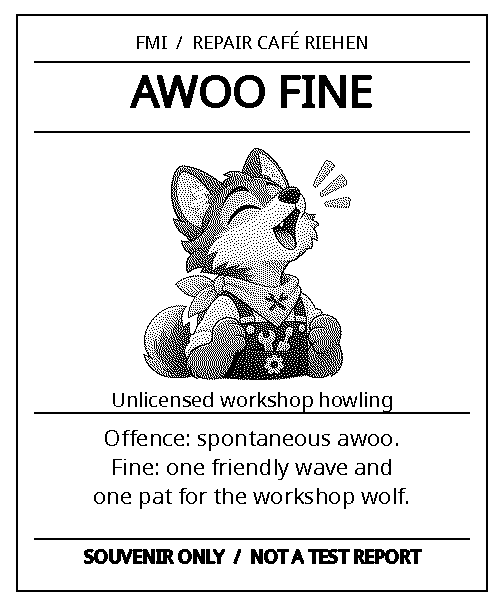 FMI / REPAIR CAFÉ RIEHEN
AWOO FINE
Unlicensed workshop howling
Offence: spontaneous awoo.
Fine: one friendly wave and
one pat for the workshop wolf.
SOUVENIR ONLY / NOT A TEST REPORT